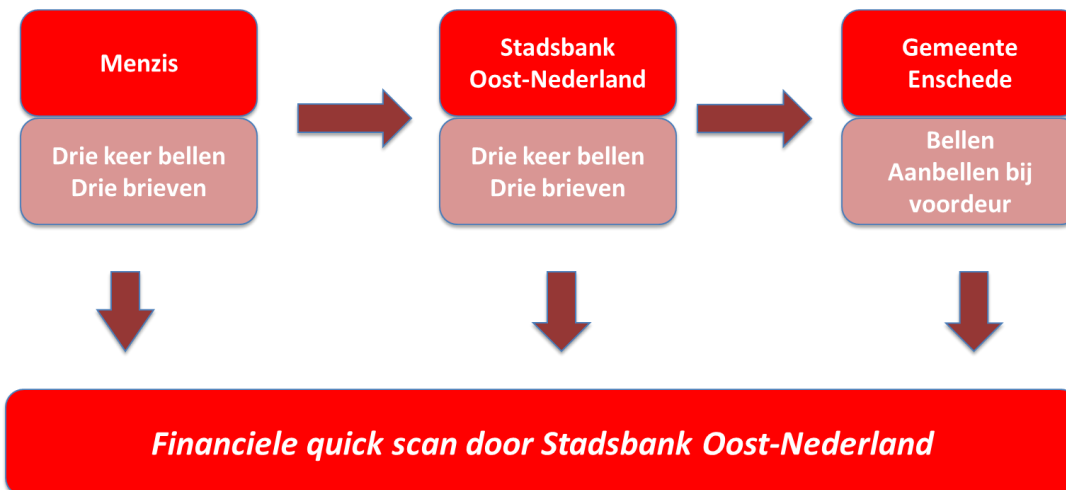 Menzis
Drie keer bellen
Drie brieven
Stadsbank
Oost-Nederland
Drie keer bellen
Drie brieven
Gemeente
Enschede
Bellen
Aanbellen bij
voordeur
Financiele quick scan door Stadsbank Oost-Nederland